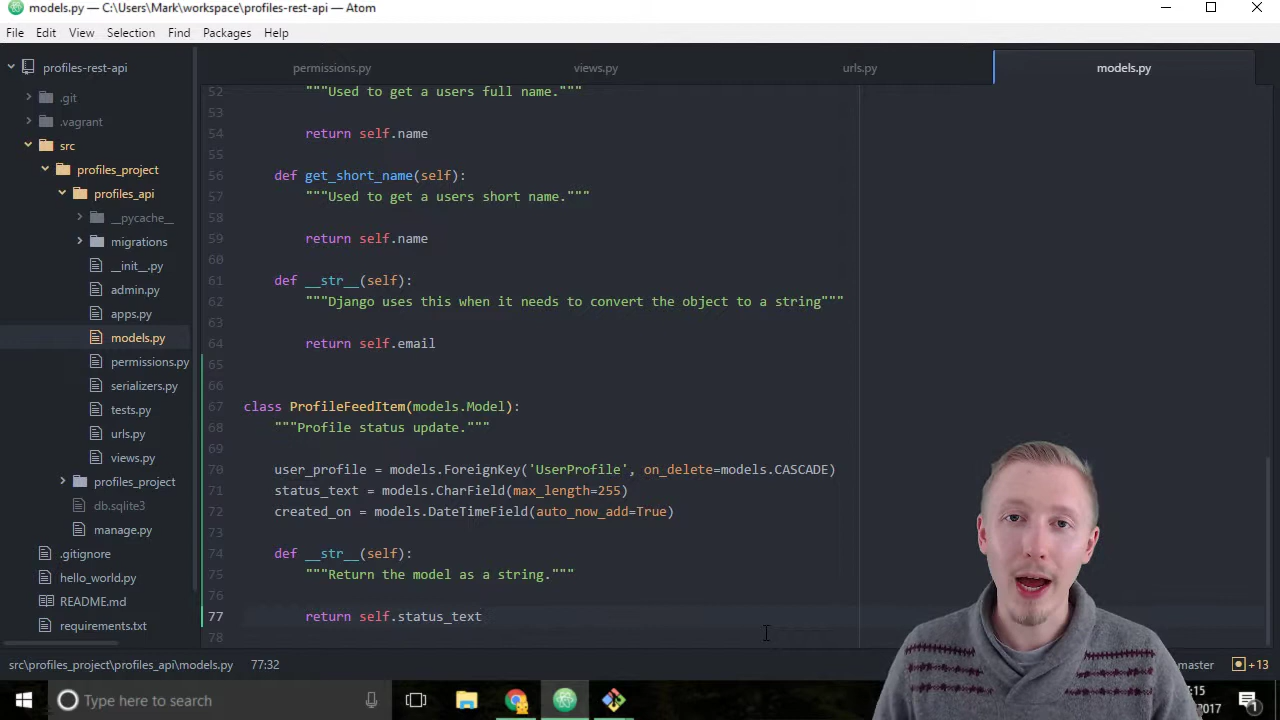 models.py — C:\Users\Mark\workspace\profiles-rest-api — Atom
File Edit View Selection Find Packages Help
profiles-rest-api
.git
.vagrant
src
profiles_project
profiles_api
__pycache__
migrations
__init__.py
admin.py
apps.py
models.py
permissions.py
serializers.py
tests.py
urls.py
views.py
profiles_project
db.sqlite3
manage.py
.gitignore
hello_world.py
README.md
requirements.txt
permissions.py views.py urls.py models.py
52 """Used to get a users full name."""
53
54 return self.name
55
56 def get_short_name(self):
57 """Used to get a users short name."""
58
59 return self.name
60
61 def __str__(self):
62 """Django uses this when it needs to convert the object to a string"""
63
64 return self.email
65
66
67 class ProfileFeedItem(models.Model):
68 """Profile status update."""
69
70 user_profile = models.ForeignKey('UserProfile', on_delete=models.CASCADE)
71 status_text = models.CharField(max_length=255)
72 created_on = models.DateTimeField(auto_now_add=True)
73
74 def __str__(self):
75 """Return the model as a string."""
76
77 return self.status_text
78
src\profiles_project\profiles_api\models.py 77:32 master +13
Type here to search
:15
2017
1